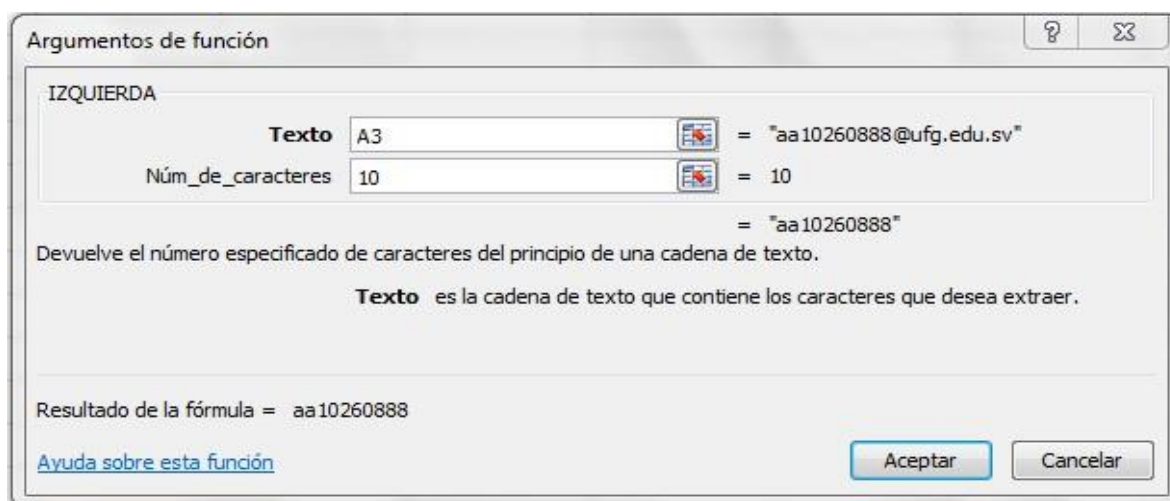 Argumentos de función
IZQUIERDA
Texto A3 = "aa10260888@ufg.edu.sv"
Núm_de_caracteres 10 = 10
= "aa10260888"
Devuelve el número especificado de caracteres del principio de una cadena de texto.
Texto es la cadena de texto que contiene los caracteres que desea extraer.
Resultado de la fórmula = aa10260888
Ayuda sobre esta función Aceptar Cancelar